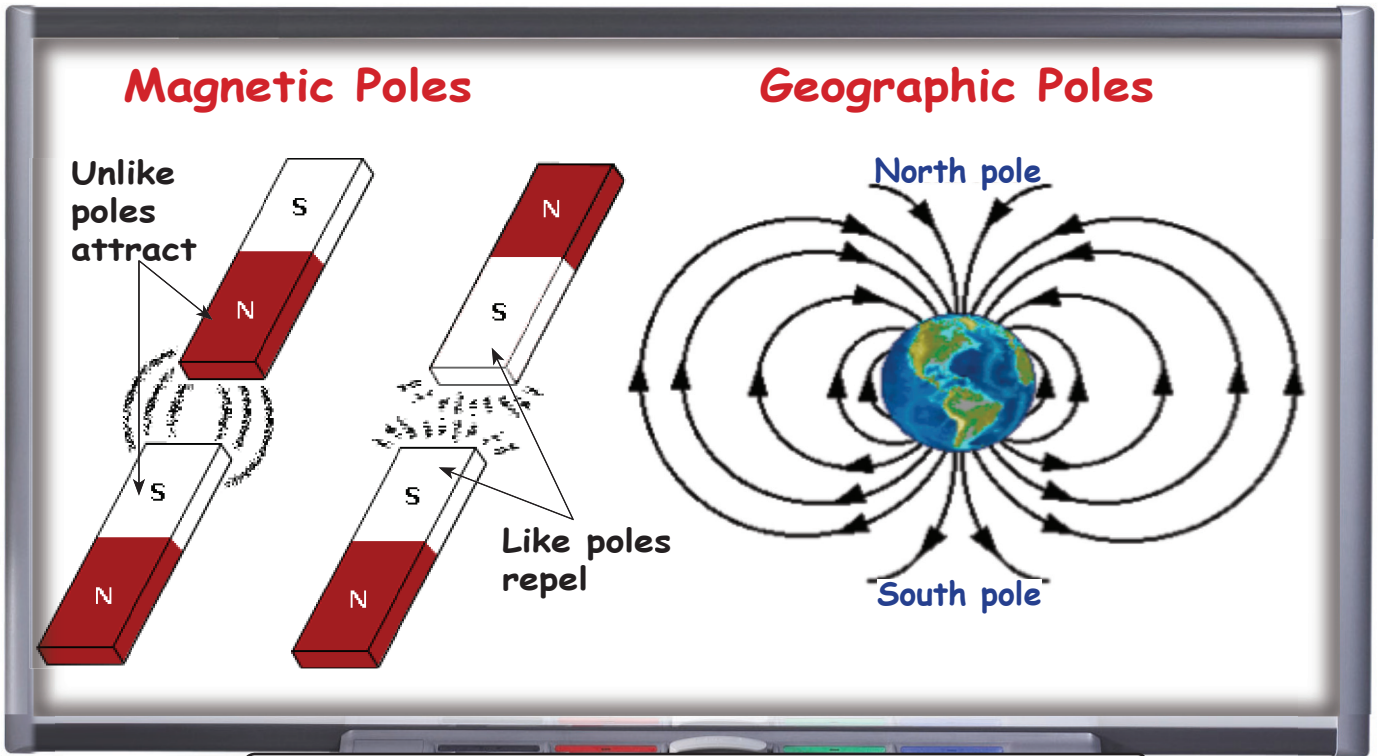 Magnetic Poles
Unlike
poles
attract
S
N
S
N
N
S
S
N
Like poles
repel
Geographic Poles
North pole
South pole